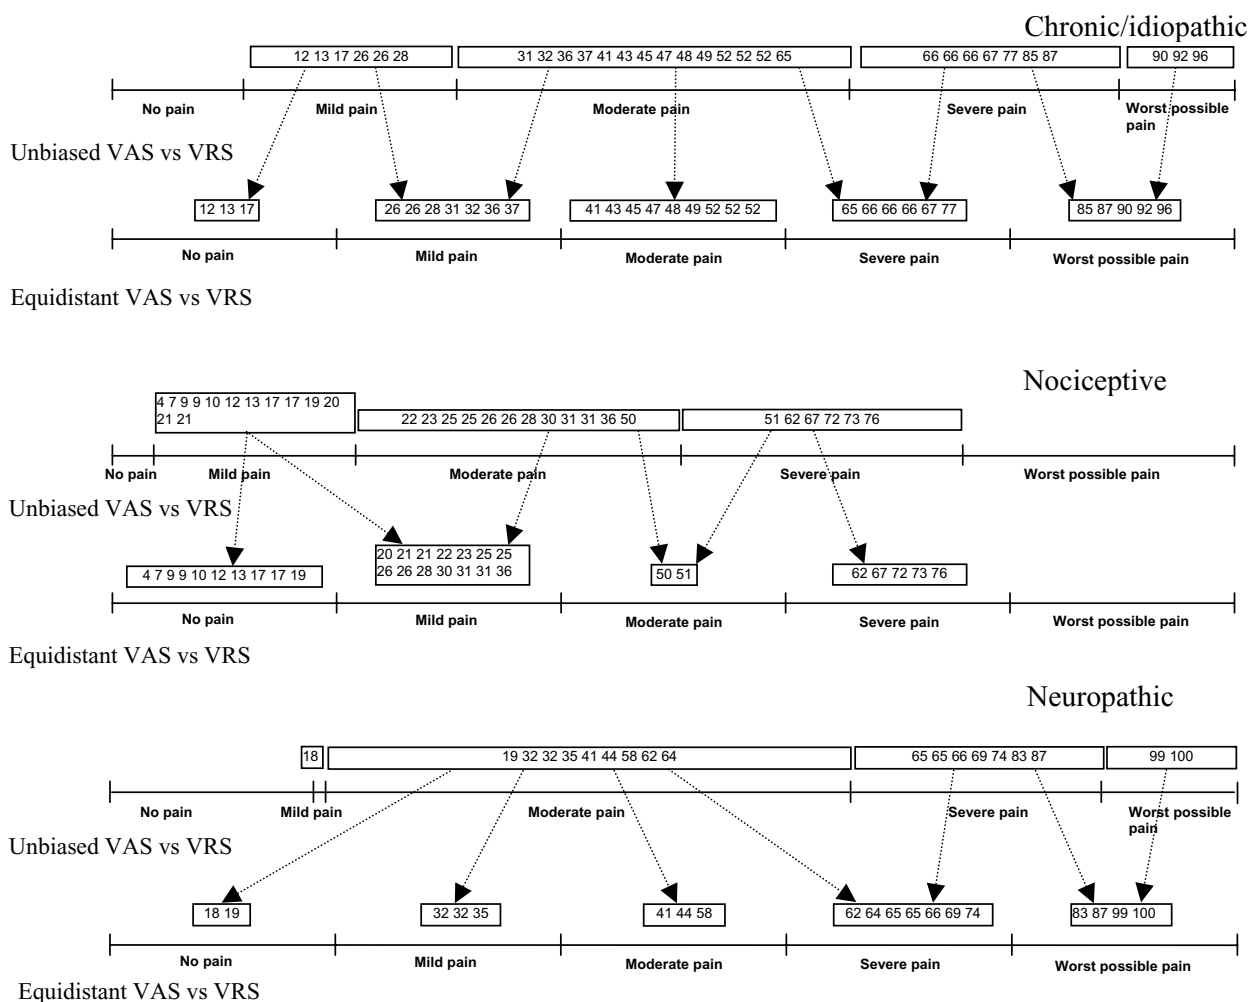 Chronic/idiopathic
12 13 17 26 26 28
31 32 36 37 41 43 45 47 48 49 52 52 52 65
66 66 66 67 77 85 87
90 92 96
No pain
Mild pain
Moderate pain
Severe pain
Worst possible
pain
Unbiased VAS vs VRS
12 13 17
26 26 28 31 32 36 37
41 43 45 47 48 49 52 52 52
65 66 66 66 67 77
85 87 90 92 96
No pain
Mild pain
Moderate pain
Severe pain
Worst possible pain
Equidistant VAS vs VRS
Nociceptive
4 7 9 9 10 12 13 17 17 19 20
21 21
22 23 25 25 26 26 28 30 31 31 36 50
51 62 67 72 73 76
No pain
Mild pain
Moderate pain
Severe pain
Worst possible pain
Unbiased VAS vs VRS
4 7 9 9 10 12 13 17 17 19
20 21 21 22 23 25 25
26 26 28 30 31 31 36
50 51
62 67 72 73 76
No pain
Mild pain
Moderate pain
Severe pain
Worst possible pain
Equidistant VAS vs VRS
Neuropathic
18
19 32 32 35 41 44 58 62 64
65 65 66 69 74 83 87
99 100
No pain
Mild pain
Moderate pain
Severe pain
Worst possible
pain
Unbiased VAS vs VRS
18 19
32 32 35
41 44 58
62 64 65 65 66 69 74
83 87 99 100
No pain
Mild pain
Moderate pain
Severe pain
Worst possible pain
Equidistant VAS vs VRS